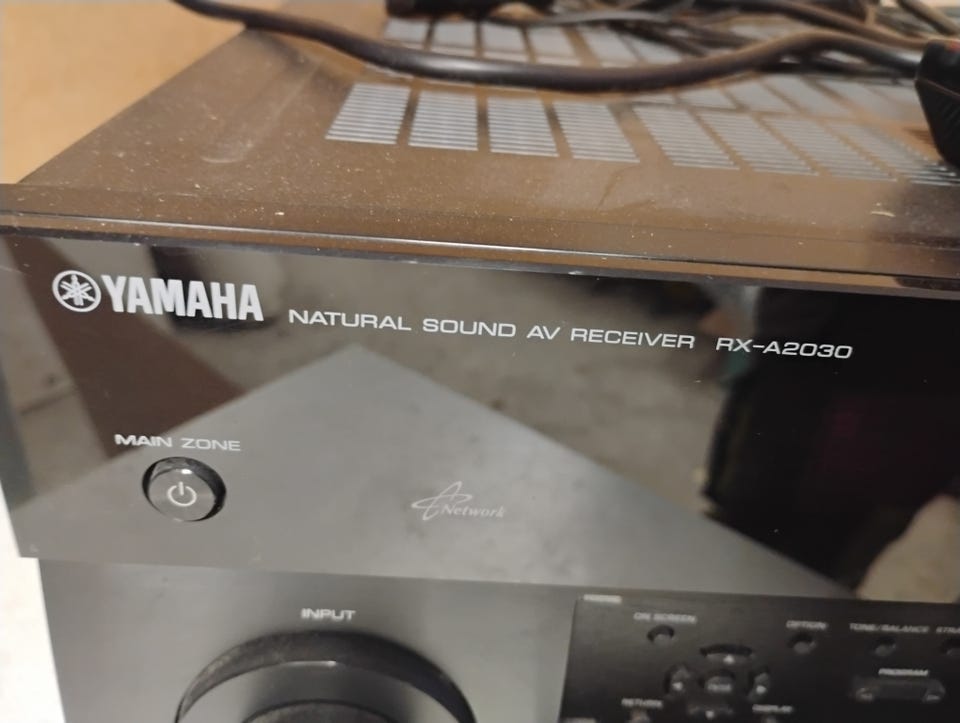 YAMAHA NATURAL SOUND AV RECEIVER RX-A2030
MAIN ZONE
Network
INPUT
ON SCREEN OPTION TONE/BALANCE STRA
PROGRAM
RETURN DISPLAY